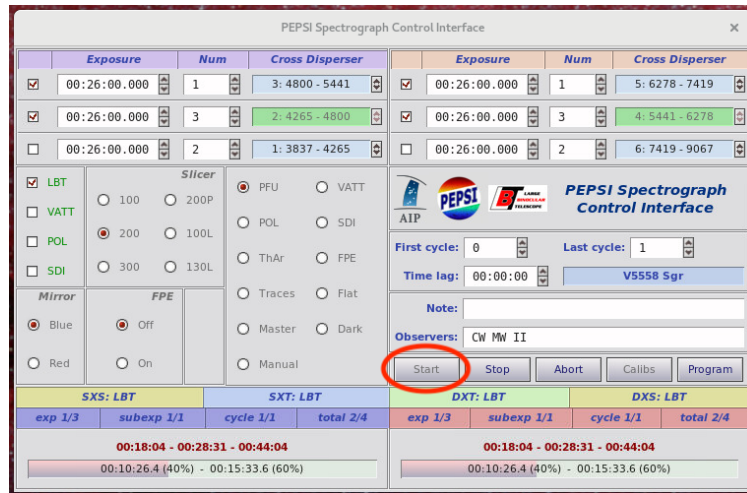 PEPSI Spectrograph Control Interface
Exposure Num Cross Disperser Exposure Num Cross Disperser
00:26:00.000 1 3: 4800 - 5441 00:26:00.000 1 5: 6278 - 7419
00:26:00.000 3 2: 4265 - 4800 00:26:00.000 3 4: 5441 - 6278
00:26:00.000 2 1: 3837 - 4265 00:26:00.000 2 6: 7419 - 9067
LBT
VATT
POL
SDI
Slicer
100 200P
200 100L
300 130L
Mirror
Blue
Red
FPE
Off
On
PFU VATT
POL SDI
ThAr FPE
Traces Flat
Master Dark
Manual
AIP
PEPSI
LBT LARGE BINOCULAR TELESCOPE
PEPSI Spectrograph
Control Interface
First cycle: 0 Last cycle: 1
Time lag: 00:00:00 V5558 Sgr
Note:
Observers: CW MW II
Start Stop Abort Calibs Program
SXS: LBT SXT: LBT DXT: LBT DXS: LBT
exp 1/3 subexp 1/1 cycle 1/1 total 2/4 exp 1/3 subexp 1/1 cycle 1/1 total 2/4
00:18:04 - 00:28:31 - 00:44:04 00:18:04 - 00:28:31 - 00:44:04
00:10:26.4 (40%) - 00:15:33.6 (60%) 00:10:26.4 (40%) - 00:15:33.6 (60%)